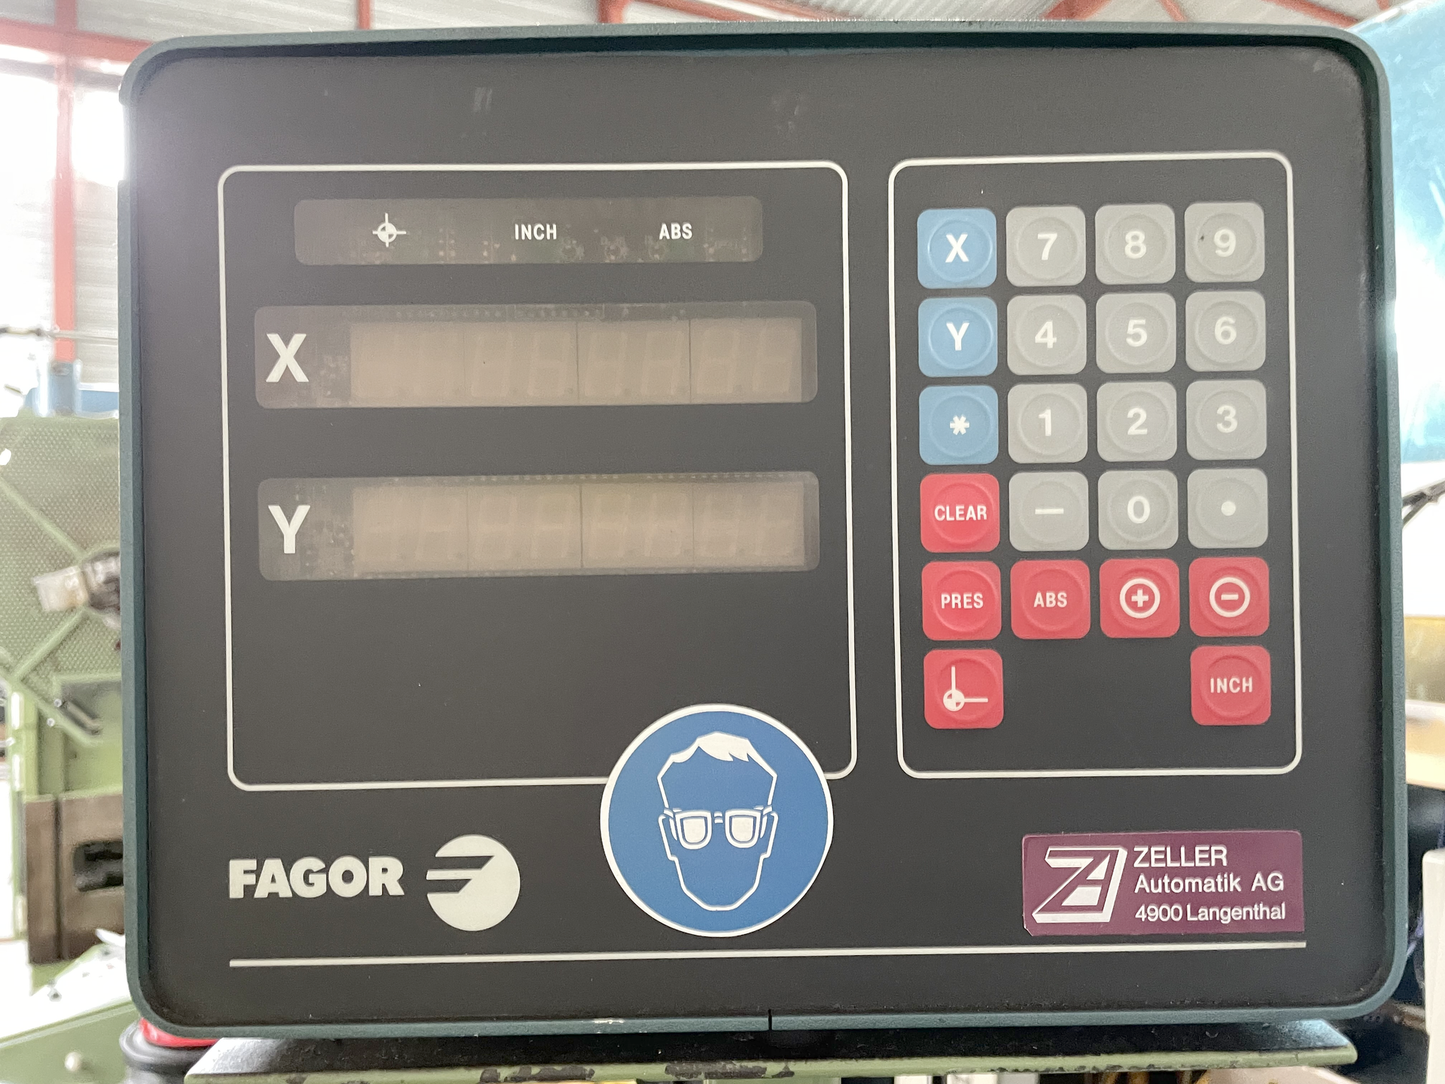 INCH ABS
X
Y
X 7 8 9
Y 4 5 6
* 1 2 3
CLEAR — 0 •
PRES ABS + −
INCH
FAGOR
ZELLER
Automatik AG
4900 Langenthal